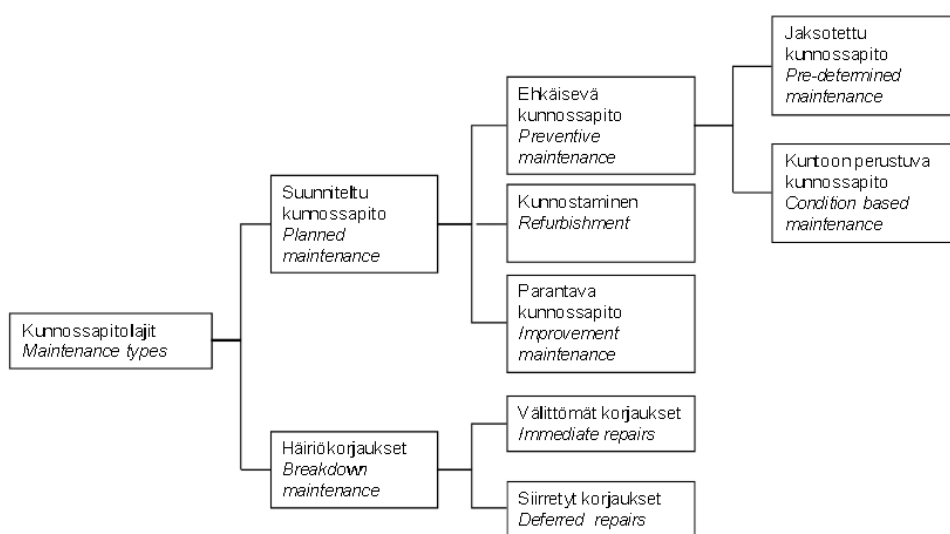 Kunnossapitolajit
Maintenance types
Suunniteltu
kunnossapito
Planned
maintenance
Häiriökorjaukset
Breakdown
maintenance
Ehkäisevä
kunnossapito
Preventive
maintenance
Kunnostaminen
Refurbishment
Parantava
kunnossapito
Improvement
maintenance
Välittömät korjaukset
Immediate repairs
Siirretyt korjaukset
Deferred repairs
Jaksotettu
kunnossapito
Pre-determined
maintenance
Kuntoon perustuva
kunnossapito
Condition based
maintenance